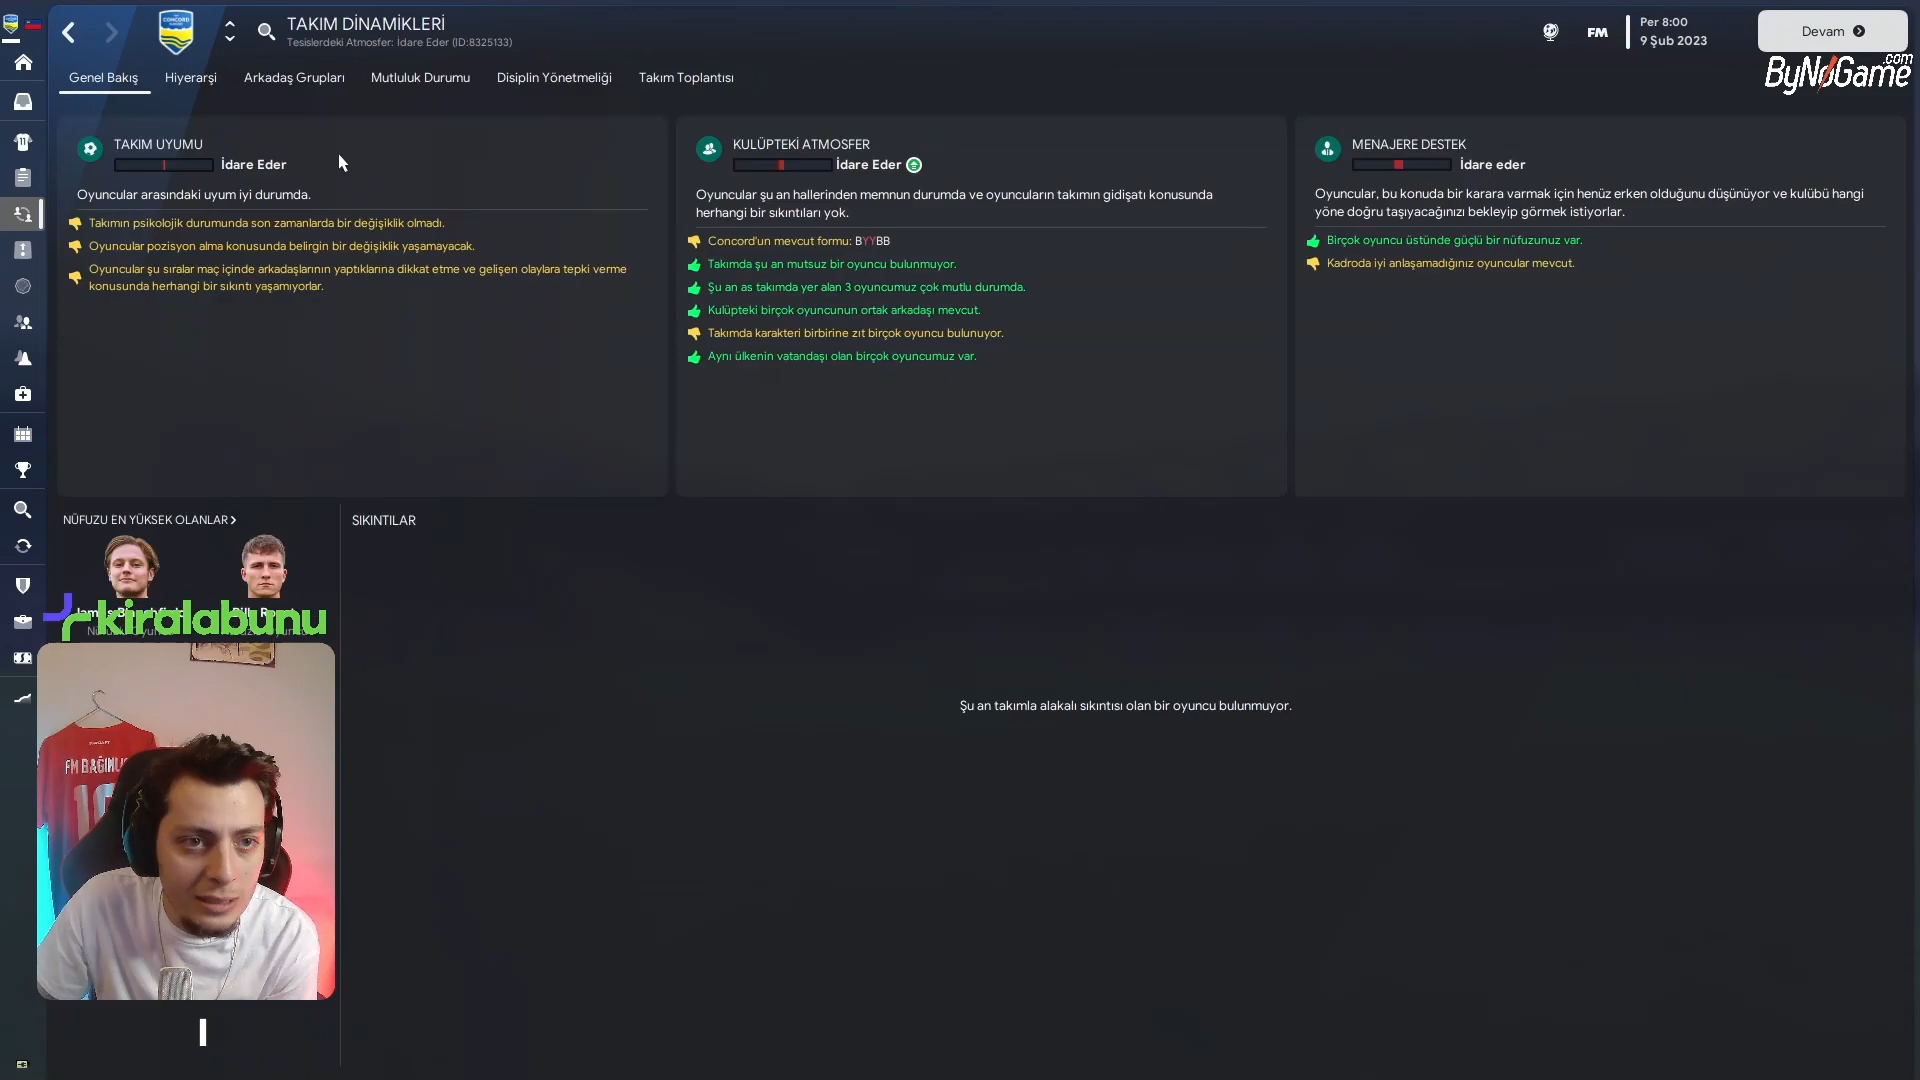 CONCORD
TAKIM DİNAMİKLERİ
Tesislerdeki Atmosfer: İdare Eder (ID:8325133)
FM
Per 8:00
9 Şub 2023
Devam
ByNoGame.com
Genel Bakış
Hiyerarşi
Arkadaş Grupları
Mutluluk Durumu
Disiplin Yönetmeliği
Takım Toplantısı
TAKIM UYUMU
İdare Eder
Oyuncular arasındaki uyum iyi durumda.
Takımın psikolojik durumunda son zamanlarda bir değişiklik olmadı.
Oyuncular pozisyon alma konusunda belirgin bir değişiklik yaşamayacak.
Oyuncular şu sıralar maç içinde arkadaşlarının yaptıklarına dikkat etme ve gelişen olaylara tepki verme
konusunda herhangi bir sıkıntı yaşamıyorlar.
KULÜPTEKİ ATMOSFER
İdare Eder
Oyuncular şu an hallerinden memnun durumda ve oyuncuların takımın gidişatı konusunda
herhangi bir sıkıntıları yok.
Concord'un mevcut formu: BYYBB
Takımda şu an mutsuz bir oyuncu bulunmuyor.
Şu an as takımda yer alan 3 oyuncumuz çok mutlu durumda.
Kulüpteki birçok oyuncunun ortak arkadaşı mevcut.
Takımda karakteri birbirine zıt birçok oyuncu bulunuyor.
Aynı ülkenin vatandaşı olan birçok oyuncumuz var.
MENAJERE DESTEK
İdare eder
Oyuncular, bu konuda bir karara varmak için henüz erken olduğunu düşünüyor ve kulübü hangi
yöne doğru taşıyacağınızı bekleyip görmek istiyorlar.
Birçok oyuncu üstünde güçlü bir nüfuzunuz var.
Kadroda iyi anlaşamadığınız oyuncular mevcut.
NÜFUZU EN YÜKSEK OLANLAR
SIKINTILAR
kiralabunu
Şu an takımla alakalı sıkıntısı olan bir oyuncu bulunmuyor.
10